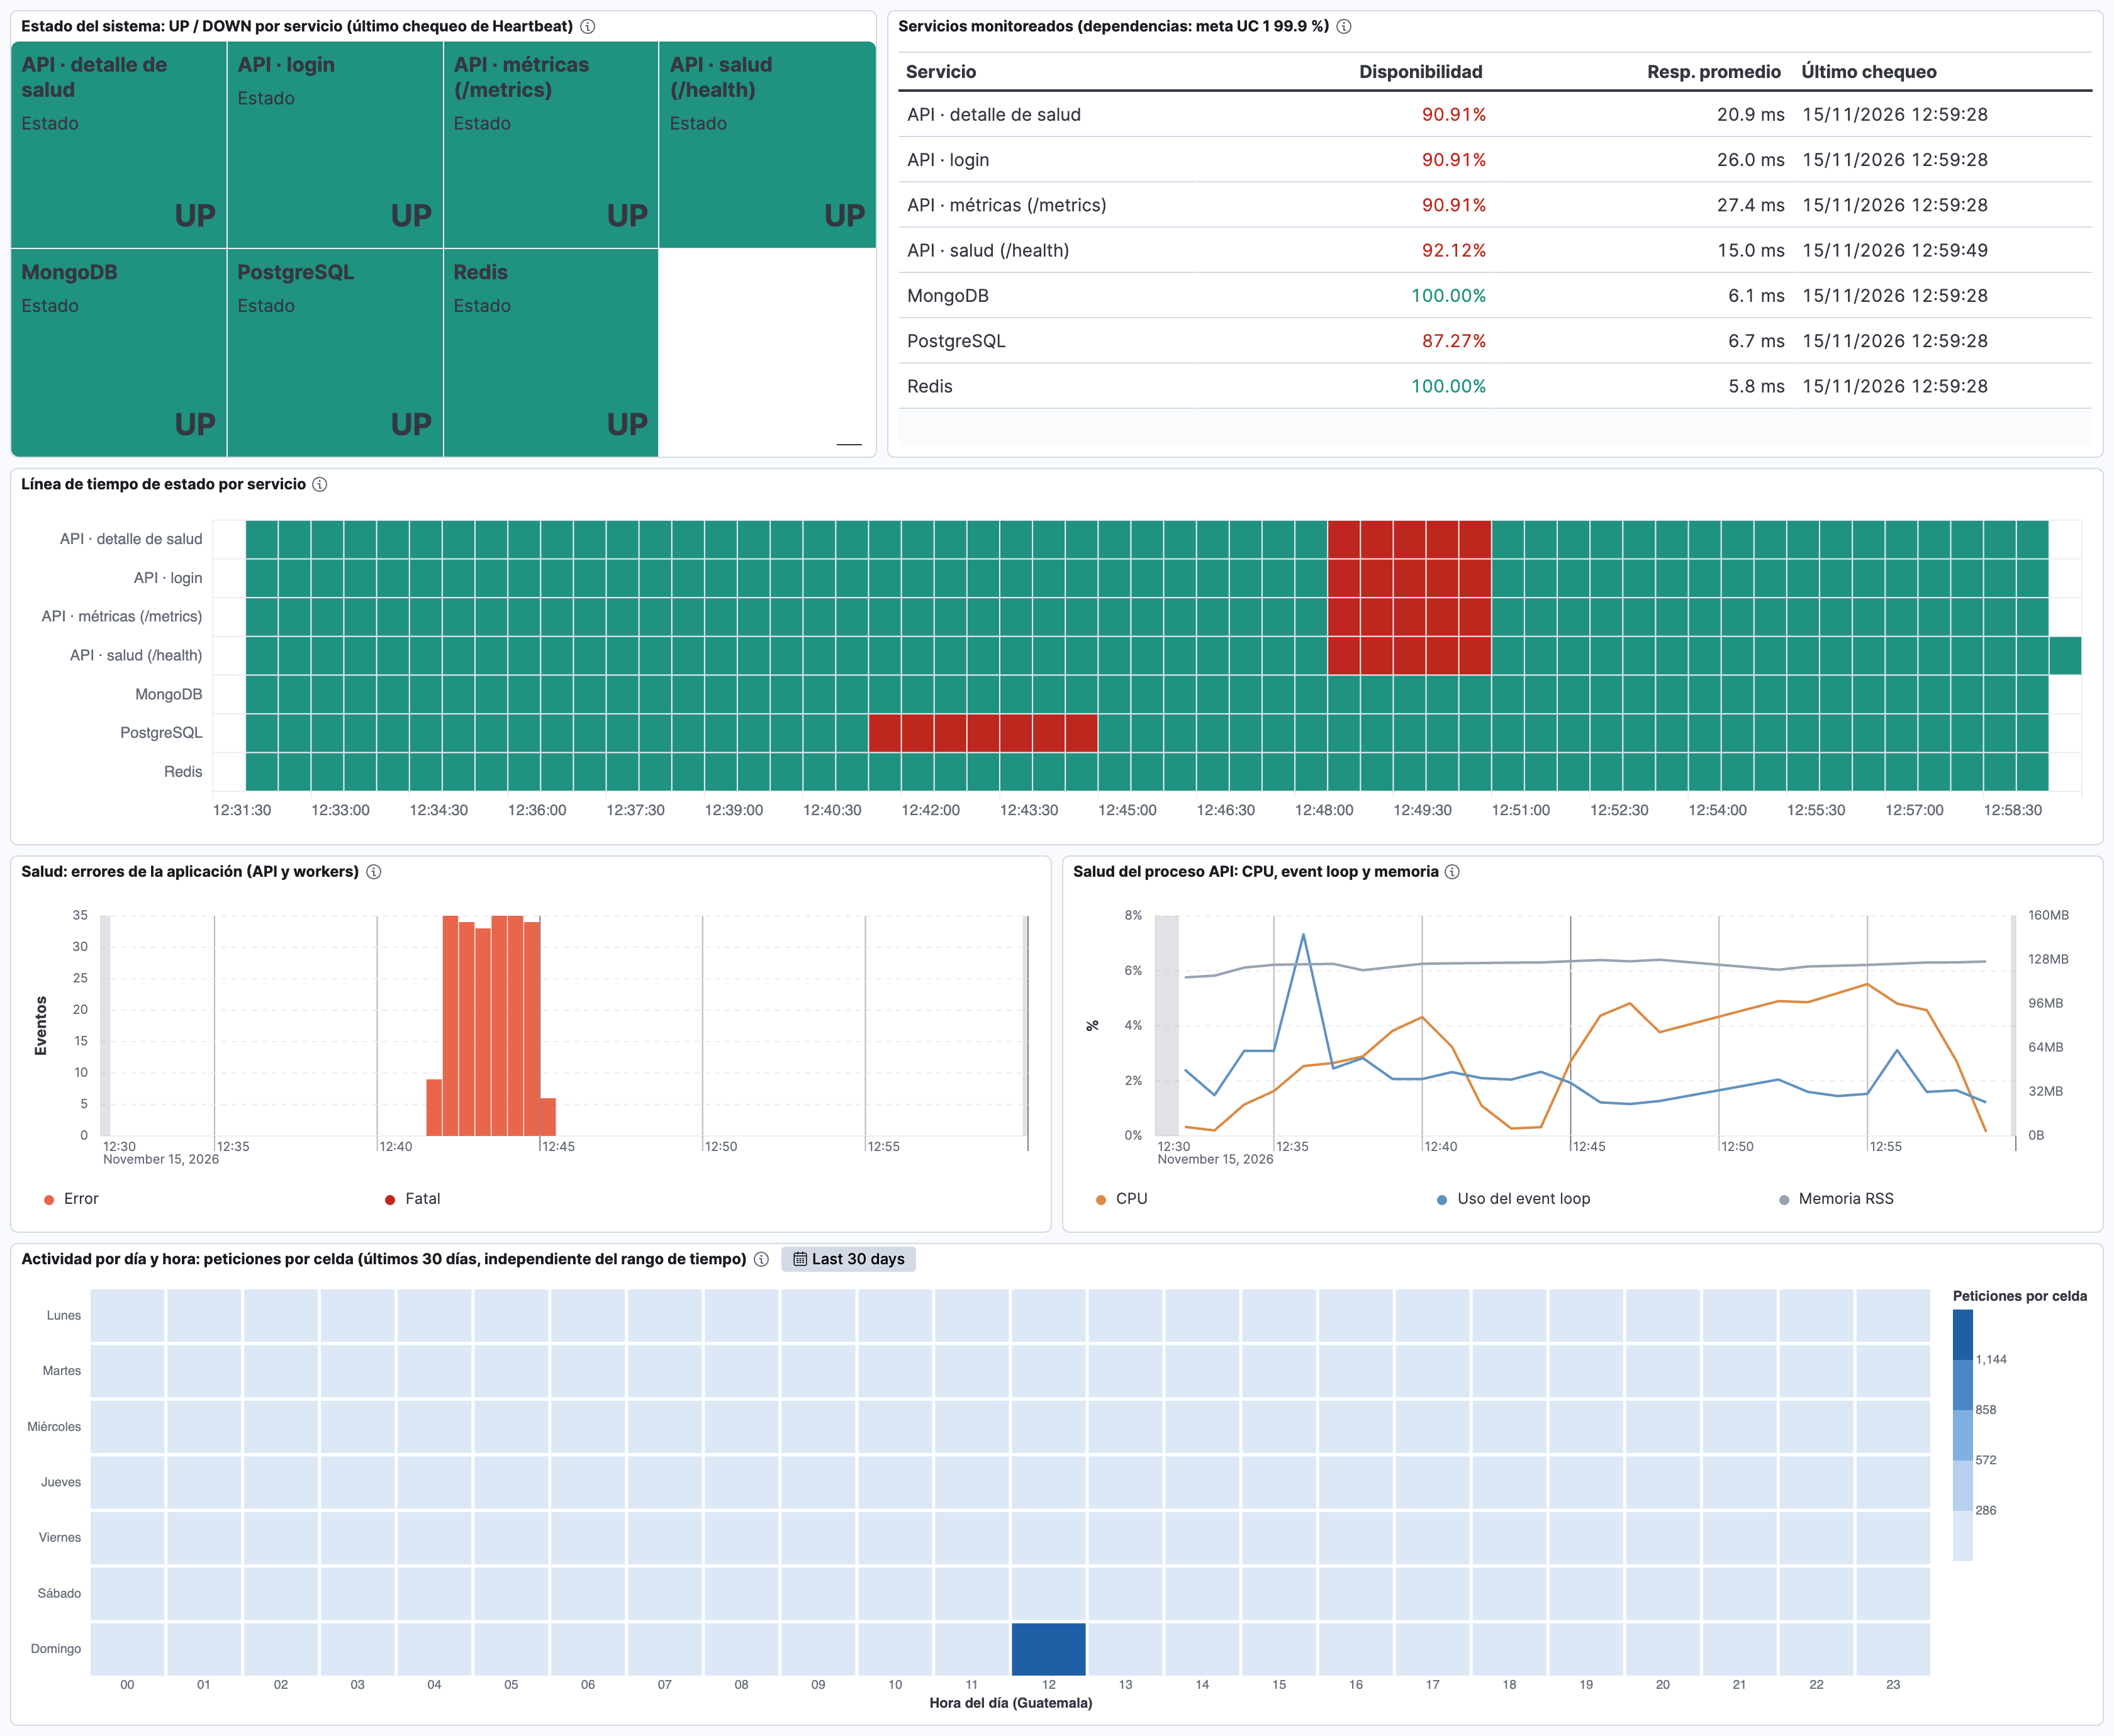 Estado del sistema: UP / DOWN por servicio (último chequeo de Heartbeat)
API · detalle de
salud
Estado
UP
API · login
Estado
UP
API · métricas
(/metrics)
Estado
UP
API · salud
(/health)
Estado
UP
MongoDB
Estado
UP
PostgreSQL
Estado
UP
Redis
Estado
UP
Servicios monitoreados (dependencias: meta UC 1 99.9 %)
Servicio Disponibilidad Resp. promedio Último chequeo
API · detalle de salud 90.91% 20.9 ms 15/11/2026 12:59:28
API · login 90.91% 26.0 ms 15/11/2026 12:59:28
API · métricas (/metrics) 90.91% 27.4 ms 15/11/2026 12:59:28
API · salud (/health) 92.12% 15.0 ms 15/11/2026 12:59:49
MongoDB 100.00% 6.1 ms 15/11/2026 12:59:28
PostgreSQL 87.27% 6.7 ms 15/11/2026 12:59:28
Redis 100.00% 5.8 ms 15/11/2026 12:59:28
Línea de tiempo de estado por servicio
API · detalle de salud
API · login
API · métricas (/metrics)
API · salud (/health)
MongoDB
PostgreSQL
Redis
12:31:30 12:33:00 12:34:30 12:36:00 12:37:30 12:39:00 12:40:30 12:42:00 12:43:30 12:45:00 12:46:30 12:48:00 12:49:30 12:51:00 12:52:30 12:54:00 12:55:30 12:57:00 12:58:30
Salud: errores de la aplicación (API y workers)
Eventos
35
30
25
20
15
10
5
0
12:30 12:35 12:40 12:45 12:50 12:55
November 15, 2026
Error Fatal
Salud del proceso API: CPU, event loop y memoria
%
8% 160MB
128MB
6%
96MB
4%
64MB
2%
32MB
0% 0B
12:30 12:35 12:40 12:45 12:50 12:55
November 15, 2026
CPU Uso del event loop Memoria RSS
Actividad por día y hora: peticiones por celda (últimos 30 días, independiente del rango de tiempo) Last 30 days
Lunes
Martes
Miércoles
Jueves
Viernes
Sábado
Domingo
00 01 02 03 04 05 06 07 08 09 10 11 12 13 14 15 16 17 18 19 20 21 22 23
Hora del día (Guatemala)
Peticiones por celda
1,144
858
572
286